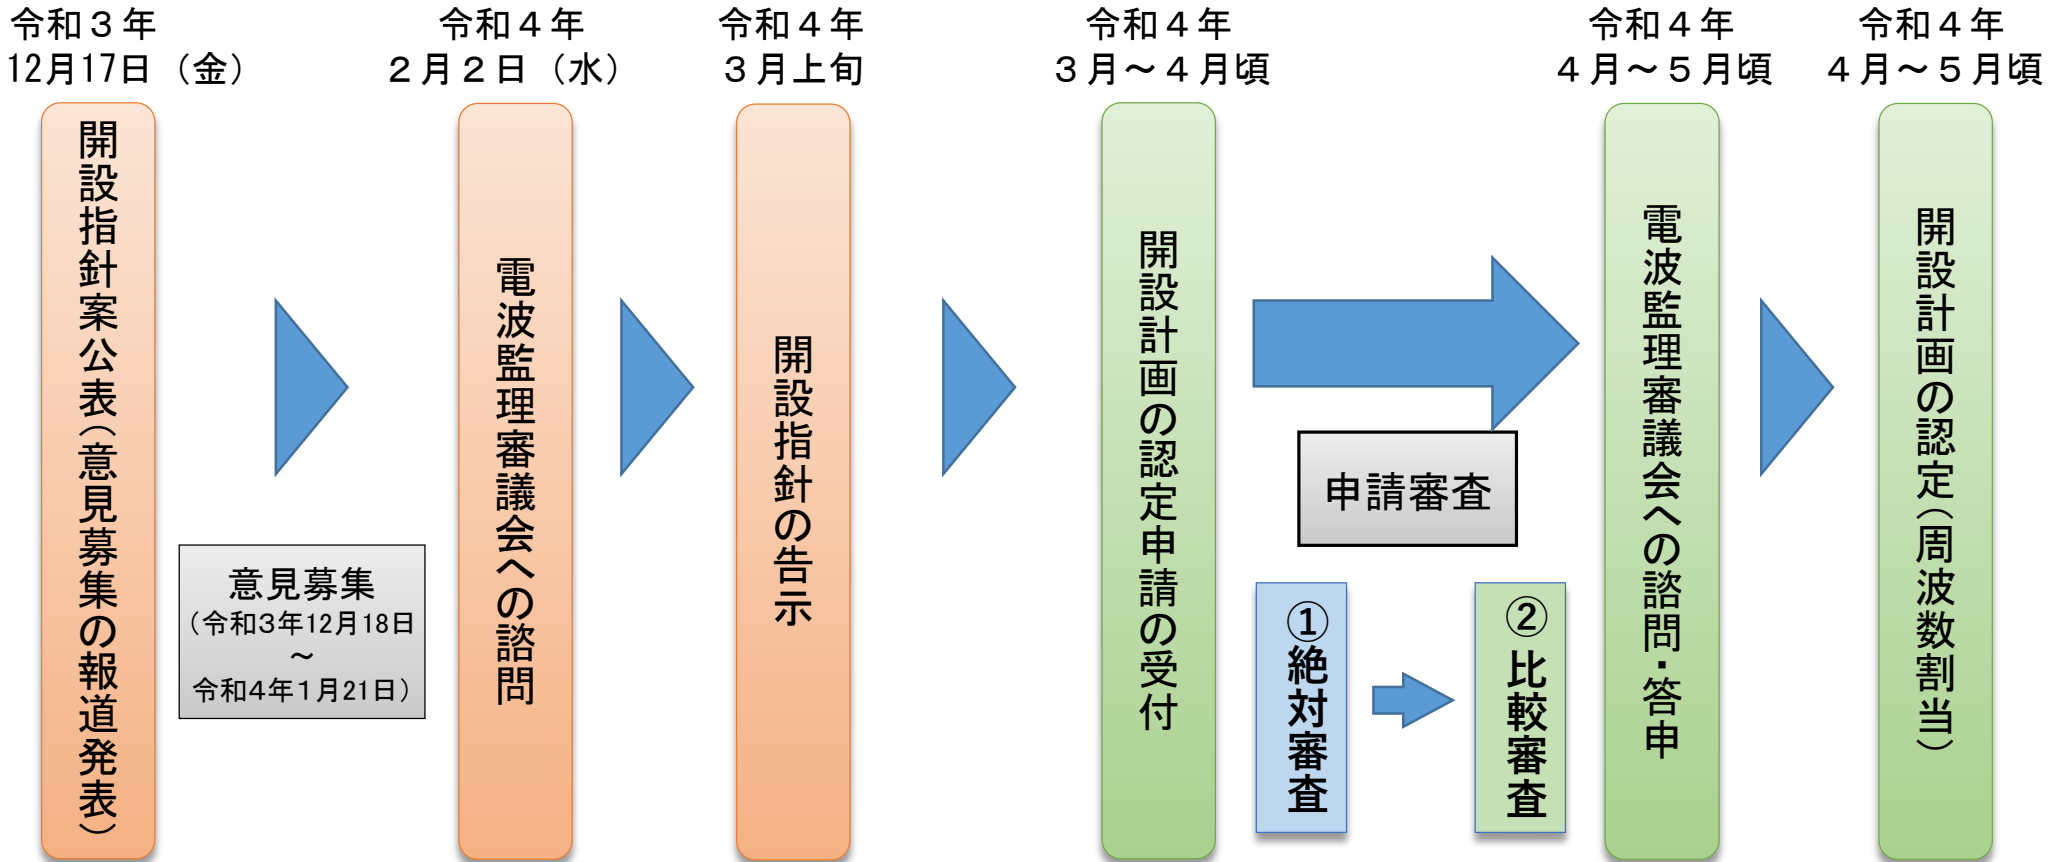 令和３年
12月17日（金）
開設指針案公表（意見募集の報道発表）
意見募集
（令和3年12月18日
～
令和4年1月21日）
令和４年
２月２日（水）
電波監理審議会への諮問
令和４年
３月上旬
開設指針の告示
令和４年
３月～４月頃
開設計画の認定申請の受付
申請審査
①絶対審査
②比較審査
令和４年
４月～５月頃
電波監理審議会への諮問・答申
令和４年
４月～５月頃
開設計画の認定（周波数割当）